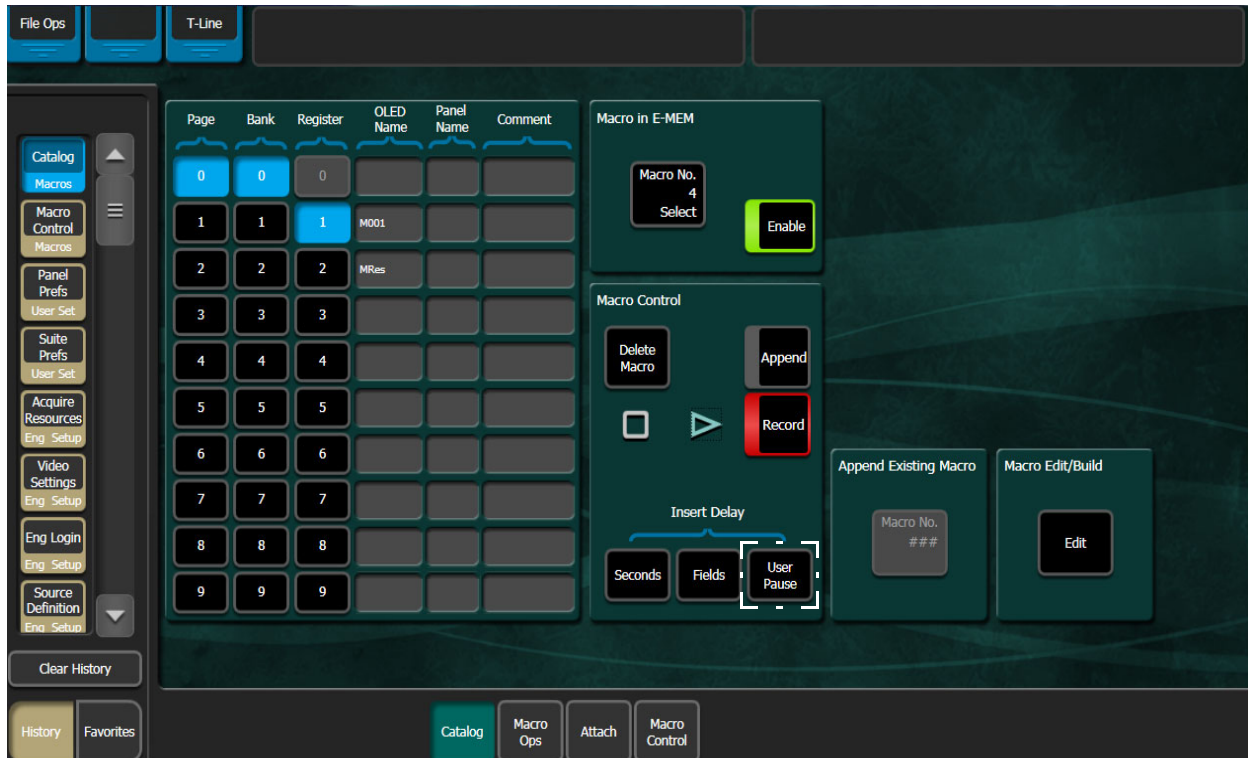 File Ops
T-Line
Catalog
Macros
Macro
Control
Macros
Panel
Prefs
User Set
Suite
Prefs
User Set
Acquire
Resources
Eng Setup
Video
Settings
Eng Setup
Eng Login
Eng Setup
Source
Definition
Eng Setup
Clear History
History
Favorites
Page
Bank
Register
OLED
Name
Panel
Name
Comment
0 0 0
1 1 1 M001
2 2 2 MRes
3 3 3
4 4 4
5 5 5
6 6 6
7 7 7
8 8 8
9 9 9
Macro in E-MEM
Macro No.
4
Select
Enable
Macro Control
Delete
Macro
Append
Record
Insert Delay
Seconds
Fields
User
Pause
Append Existing Macro
Macro No.
###
Macro Edit/Build
Edit
Catalog
Macro
Ops
Attach
Macro
Control